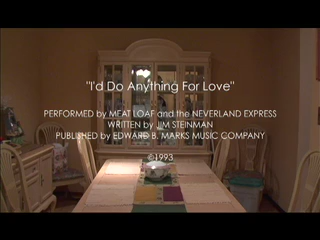 "I'd Do Anything For Love"
PERFORMED by MEAT LOAF and the NEVERLAND EXPRESS
WRITTEN by JIM STEINMAN
PUBLISHED by EDWARD B. MARKS MUSIC COMPANY
©1993